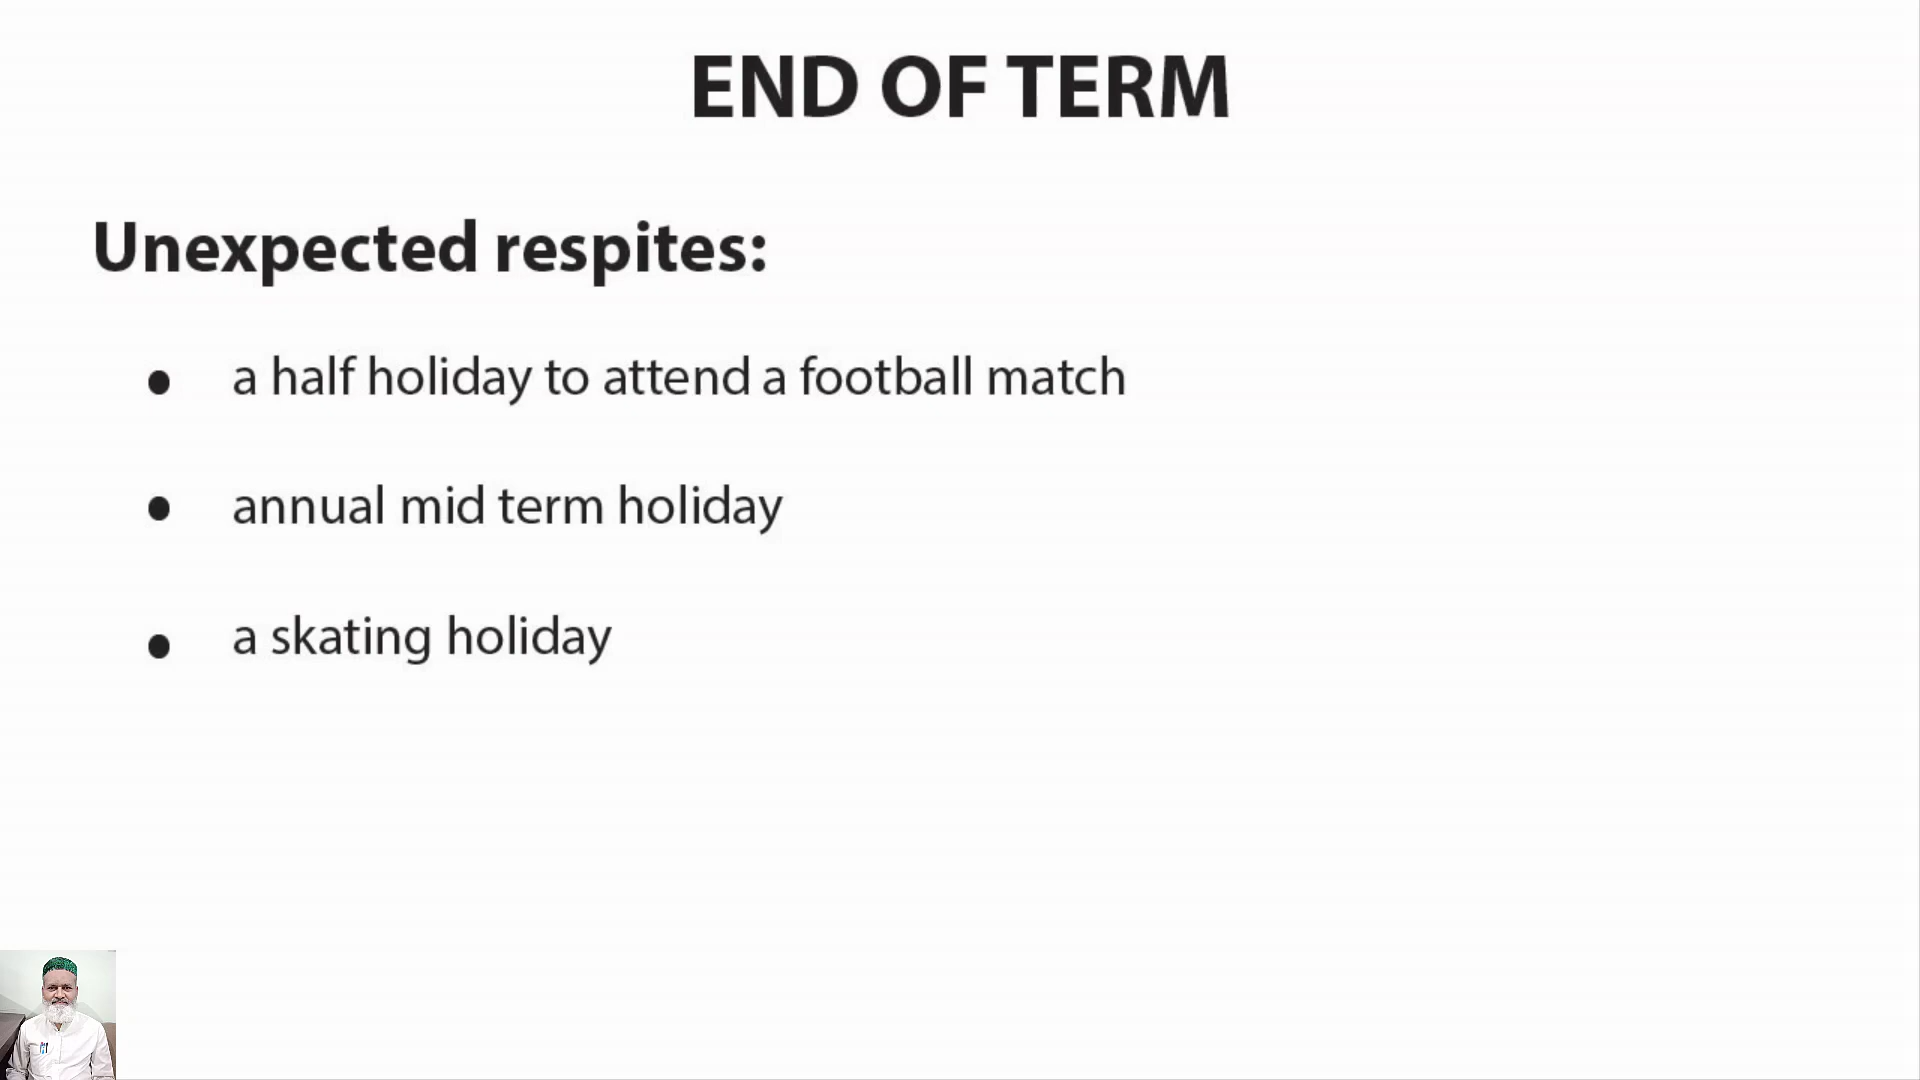 END OF TERM
Unexpected respites:
• a half holiday to attend a football match
• annual mid term holiday
• a skating holiday